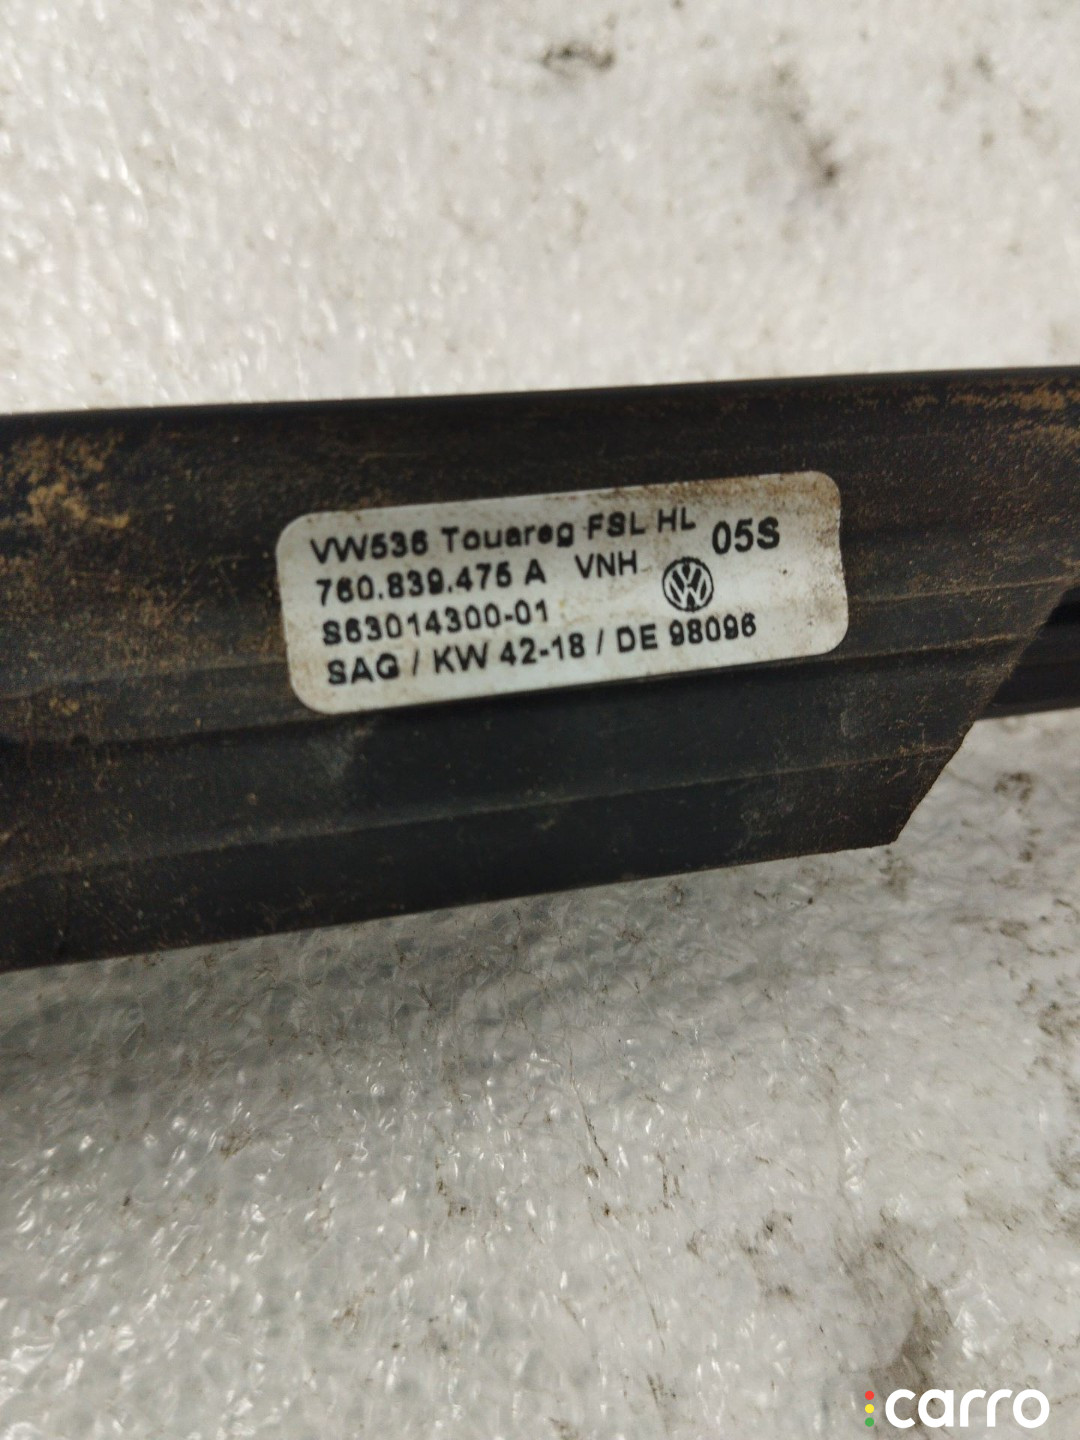 VW536 Touareg FSL HL 05S
760.839.475 A VNH
S63014300-01
SAG / KW 42-18 / DE 98096
carro